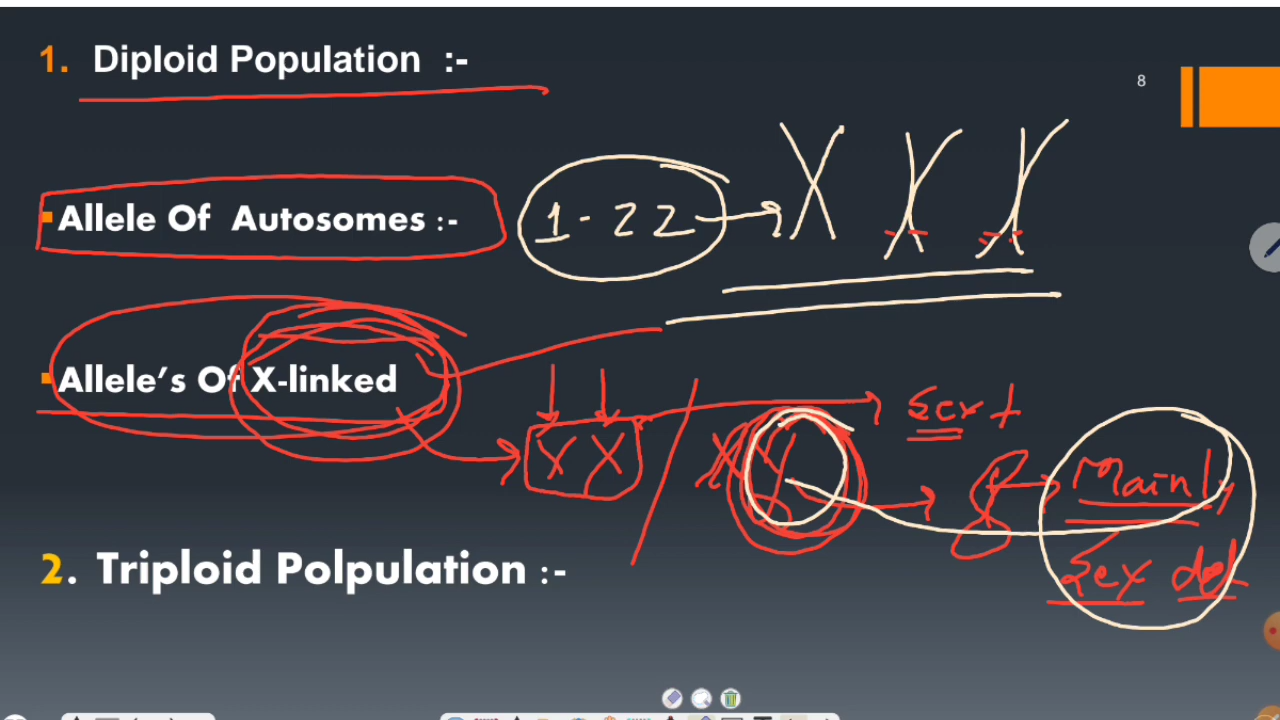 1. Diploid Population :-
8
Allele Of Autosomes :- 1-22 → X X X
Allele's Of X-linked
Y X / X Y Sex +
Mainly
Sex det
2. Triploid Polpulation :-